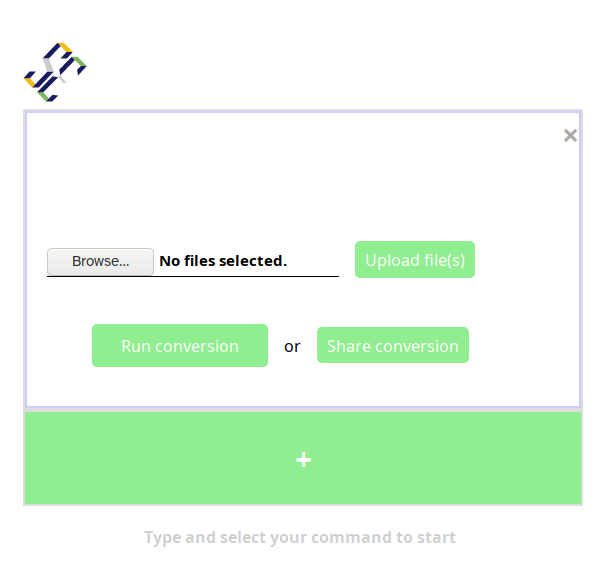 Browse... No files selected. Upload file(s)
Run conversion or Share conversion
+
Type and select your command to start